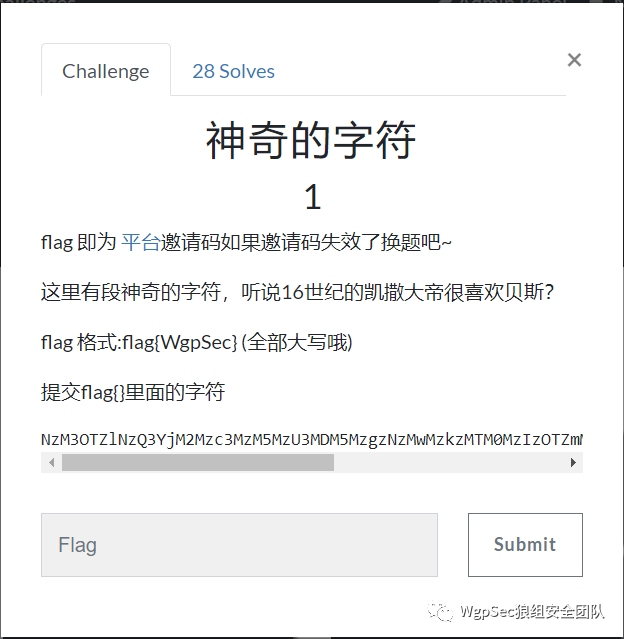 Challenge
28 Solves
×
神奇的字符
1
flag 即为 平台邀请码如果邀请码失效了换题吧~
这里有段神奇的字符，听说16世纪的凯撒大帝很喜欢贝斯?
flag 格式:flag{WgpSec} (全部大写哦)
提交flag{}里面的字符
NzM3OTZlNzQ3YjM2Mzc3MzM5MzU3MDM5MzgzNzMwMzkzMTM0MzIzOTZm
Flag
Submit
WgpSec狼组安全团队